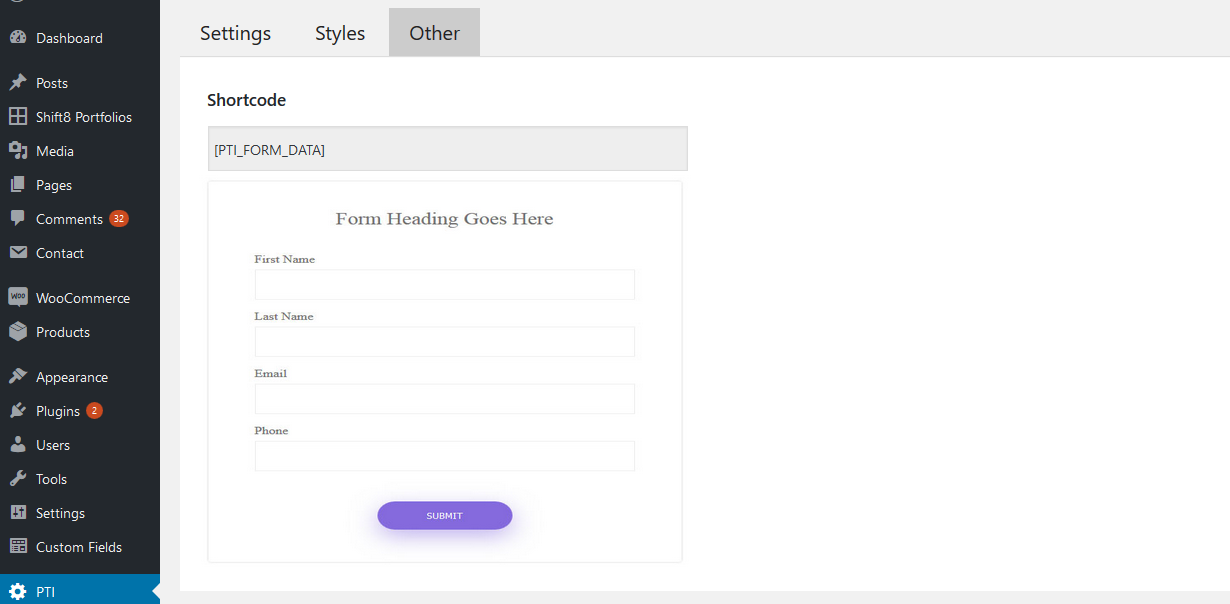 Dashboard
Posts
Shift8 Portfolios
Media
Pages
Comments 32
Contact
WOO WooCommerce
Products
Appearance
Plugins 2
Users
Tools
Settings
Custom Fields
PTI
Settings Styles Other
Shortcode
[PTI_FORM_DATA]
Form Heading Goes Here
First Name
Last Name
Email
Phone
SUBMIT